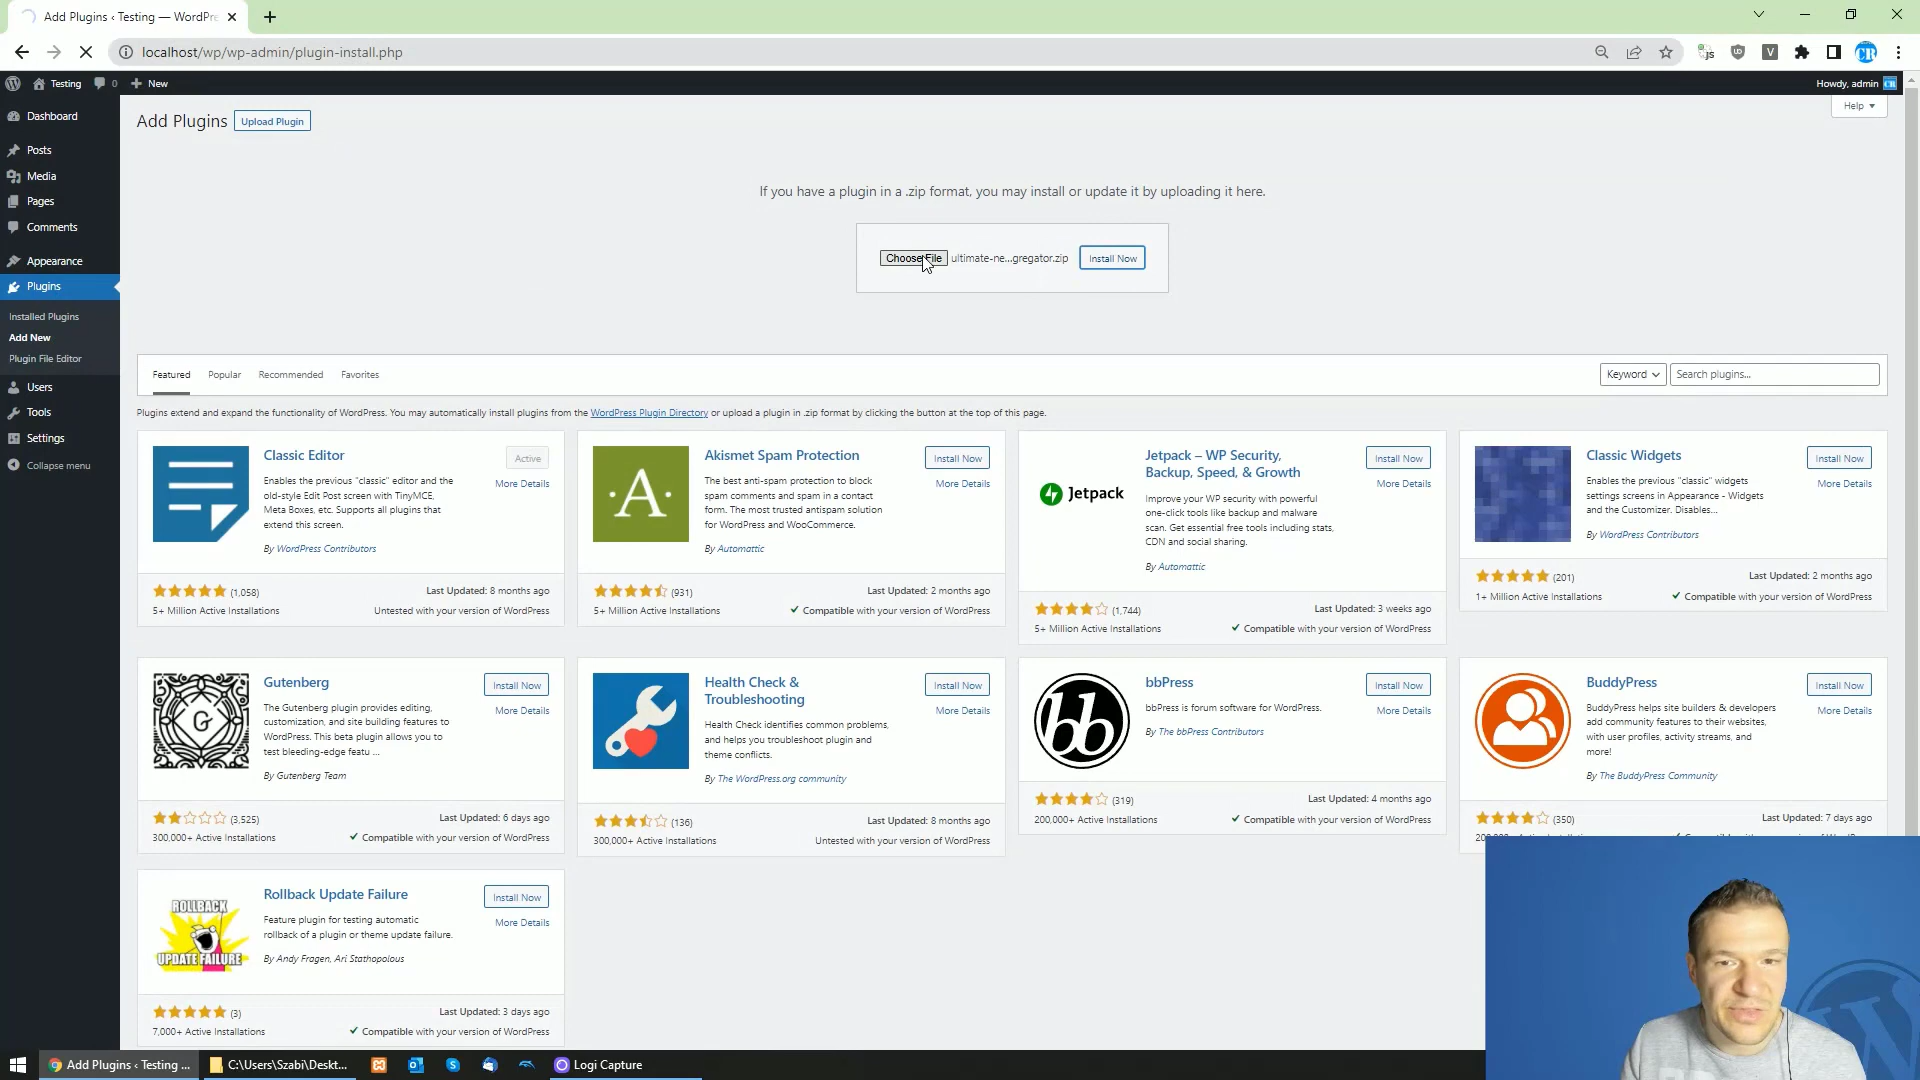 Add Plugins ‹ Testing — WordPre
localhost/wp/wp-admin/plugin-install.php
Testing
0
New
Howdy, admin
Dashboard
Posts
Media
Pages
Comments
Appearance
Plugins
Installed Plugins
Add New
Plugin File Editor
Users
Tools
Settings
Collapse menu
Add Plugins
Upload Plugin
Help
If you have a plugin in a .zip format, you may install or update it by uploading it here.
Choose File ultimate-ne...gregator.zip Install Now
Featured Popular Recommended Favorites
Keyword
Search plugins...
Plugins extend and expand the functionality of WordPress. You may automatically install plugins from the WordPress Plugin Directory or upload a plugin in .zip format by clicking the button at the top of this page.
Classic Editor
Active
More Details
Enables the previous "classic" editor and the
old-style Edit Post screen with TinyMCE,
Meta Boxes, etc. Supports all plugins that
extend this screen.
By WordPress Contributors
(1,058)
Last Updated: 8 months ago
5+ Million Active Installations
Untested with your version of WordPress
Akismet Spam Protection
Install Now
More Details
·A·
The best anti-spam protection to block
spam comments and spam in a contact
form. The most trusted antispam solution
for WordPress and WooCommerce.
By Automattic
(931)
Last Updated: 2 months ago
5+ Million Active Installations
Compatible with your version of WordPress
Jetpack
Jetpack – WP Security,
Backup, Speed, & Growth
Install Now
More Details
Improve your WP security with powerful
one-click tools like backup and malware
scan. Get essential free tools including stats,
CDN and social sharing.
By Automattic
(1,744)
Last Updated: 3 weeks ago
5+ Million Active Installations
Compatible with your version of WordPress
Classic Widgets
Install Now
More Details
Enables the previous "classic" widgets
settings screens in Appearance - Widgets
and the Customizer. Disables...
By WordPress Contributors
(201)
Last Updated: 2 months ago
1+ Million Active Installations
Compatible with your version of WordPress
G
Gutenberg
Install Now
More Details
The Gutenberg plugin provides editing,
customization, and site building features to
WordPress. This beta plugin allows you to
test bleeding-edge featu ...
By Gutenberg Team
(3,525)
Last Updated: 6 days ago
300,000+ Active Installations
Compatible with your version of WordPress
Health Check &
Troubleshooting
Install Now
More Details
Health Check identifies common problems,
and helps you troubleshoot plugin and
theme conflicts.
By The WordPress.org community
(136)
Last Updated: 8 months ago
300,000+ Active Installations
Untested with your version of WordPress
bb
bbPress
Install Now
More Details
bbPress is forum software for WordPress.
By The bbPress Contributors
(319)
Last Updated: 4 months ago
200,000+ Active Installations
Compatible with your version of WordPress
BuddyPress
Install Now
More Details
BuddyPress helps site builders & developers
add community features to their websites,
with user profiles, activity streams, and
more!
By The BuddyPress Community
(350)
Last Updated: 7 days ago
ROLLBACK
UPDATE FAILURE
Rollback Update Failure
Install Now
More Details
Feature plugin for testing automatic
rollback of a plugin or theme update failure.
By Andy Fragen, Ari Stathopolous
(3)
Last Updated: 3 days ago
7,000+ Active Installations
Compatible with your version of WordPress
Add Plugins ‹ Testing ...
C:\Users\Szabi\Deskt...
Logi Capture